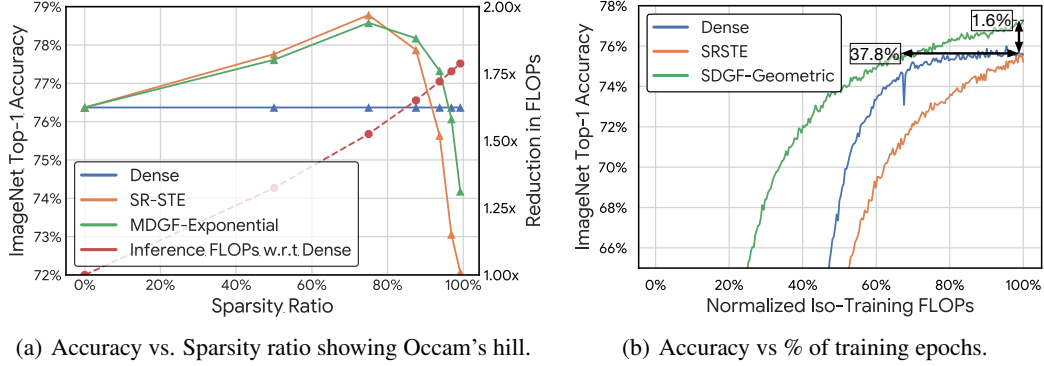 79%
78%
77%
76%
75%
74%
73%
72%
ImageNet Top-1 Accuracy
2.00x
1.75x
1.50x
1.25x
1.00x
Reduction in FLOPs
Dense
SR-STE
MDGF-Exponential
Inference FLOPs w.r.t Dense
0% 20% 40% 60% 80% 100%
Sparsity Ratio
(a) Accuracy vs. Sparsity ratio showing Occam's hill.
78%
76%
74%
72%
70%
68%
66%
ImageNet Top-1 Accuracy
Dense
SRSTE
SDGF-Geometric
1.6%
37.8%
0% 20% 40% 60% 80% 100%
Normalized Iso-Training FLOPs
(b) Accuracy vs % of training epochs.